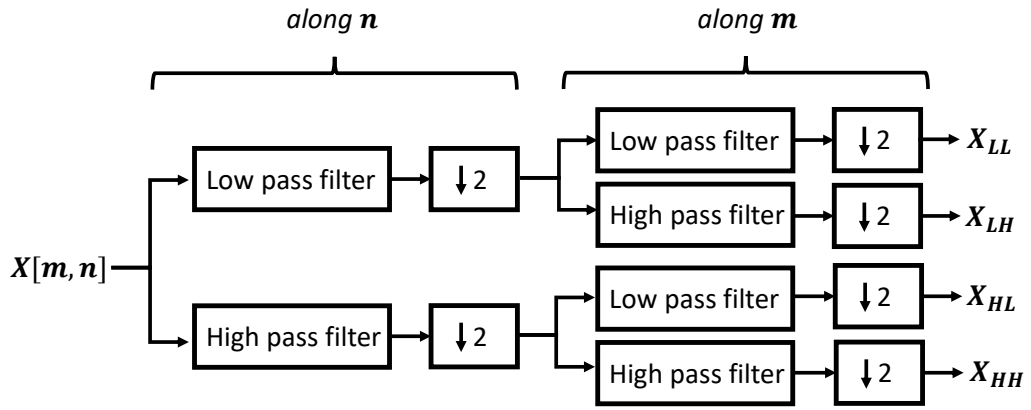 along n along m
Low pass filter ↓ 2 X_LL
Low pass filter ↓ 2
High pass filter ↓ 2 X_LH
X[m, n]
Low pass filter ↓ 2 X_HL
High pass filter ↓ 2
High pass filter ↓ 2 X_HH